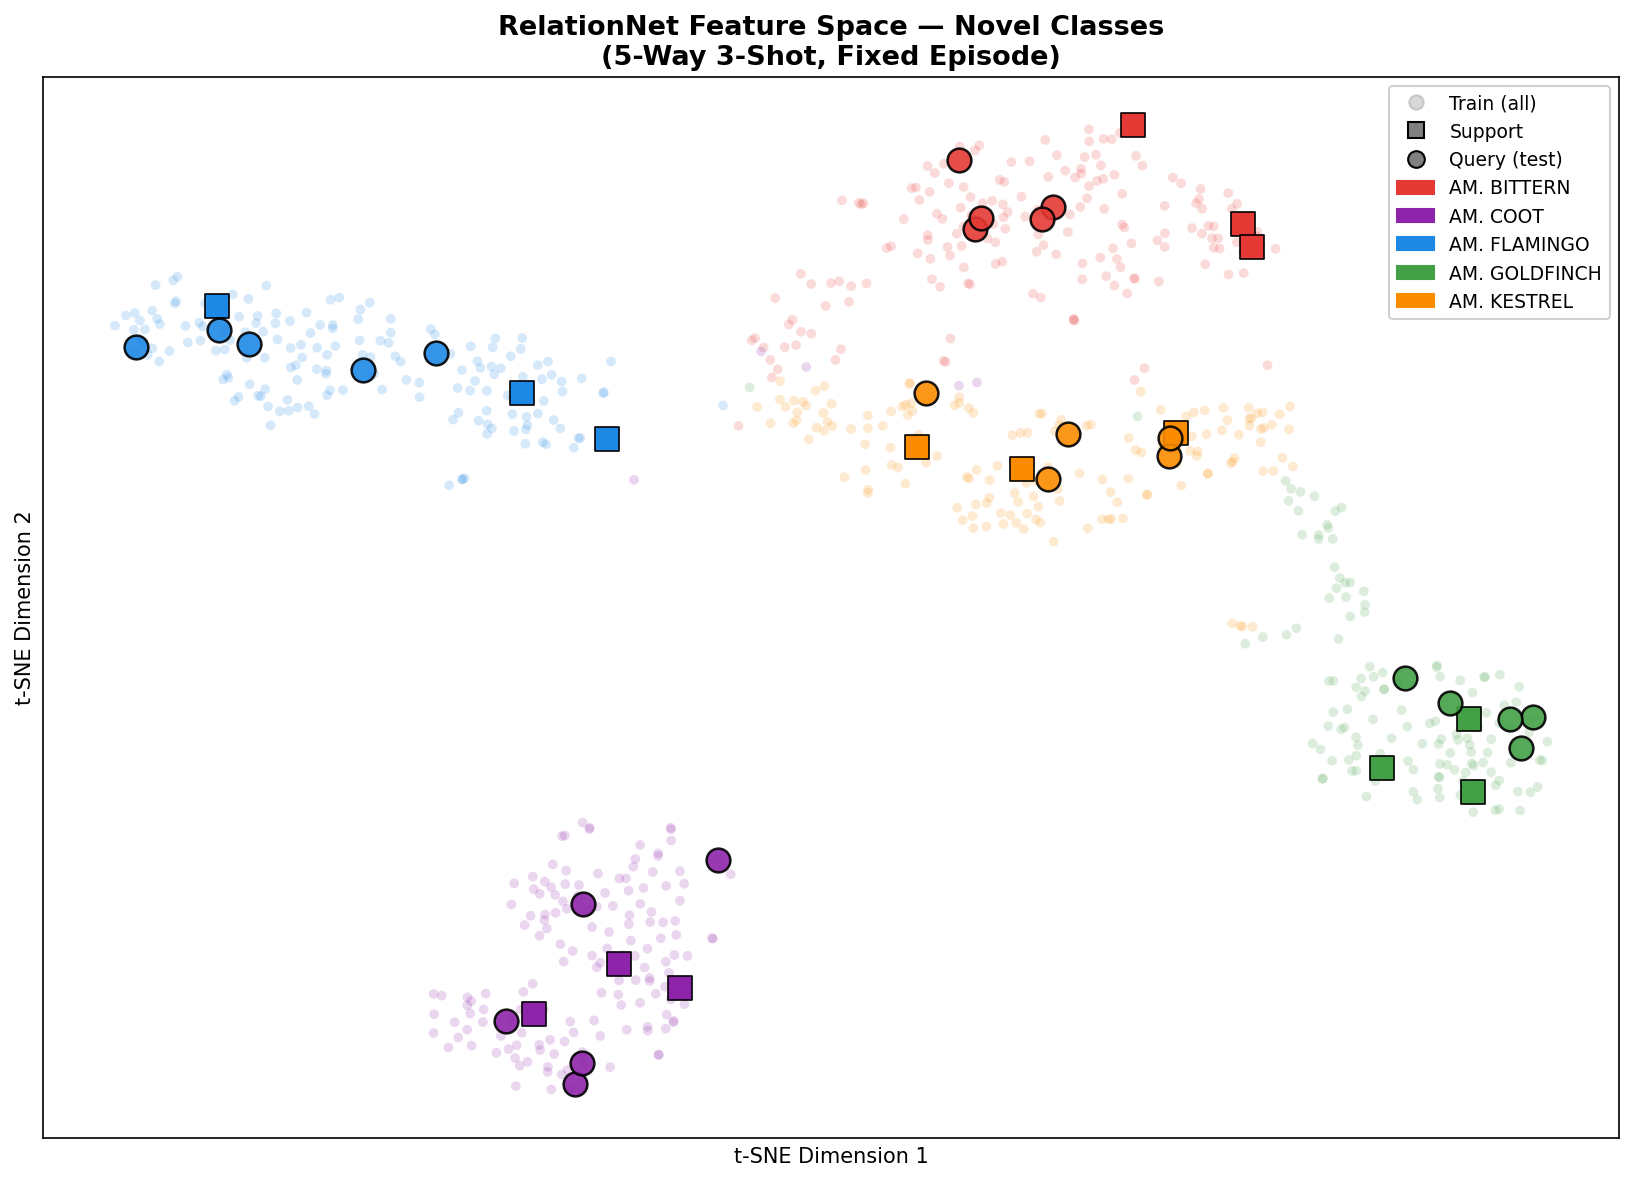 RelationNet Feature Space — Novel Classes
(5-Way 3-Shot, Fixed Episode)
Train (all)
Support
Query (test)
AM. BITTERN
AM. COOT
AM. FLAMINGO
AM. GOLDFINCH
AM. KESTREL
t-SNE Dimension 2
t-SNE Dimension 1